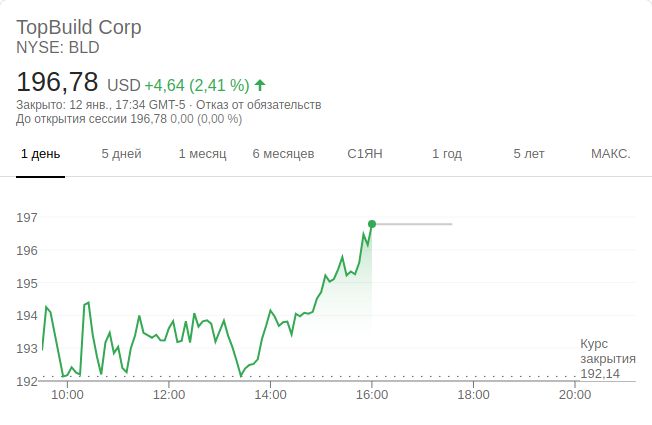 TopBuild Corp
NYSE: BLD
196,78 USD +4,64 (2,41 %)
Закрыто: 12 янв., 17:34 GMT-5 · Отказ от обязательств
До открытия сессии 196,78 0,00 (0,00 %)
1 день 5 дней 1 месяц 6 месяцев С1ЯН 1 год 5 лет МАКС.
197
196
195
194
193
192
Курс
закрытия
192,14
10:00 12:00 14:00 16:00 18:00 20:00